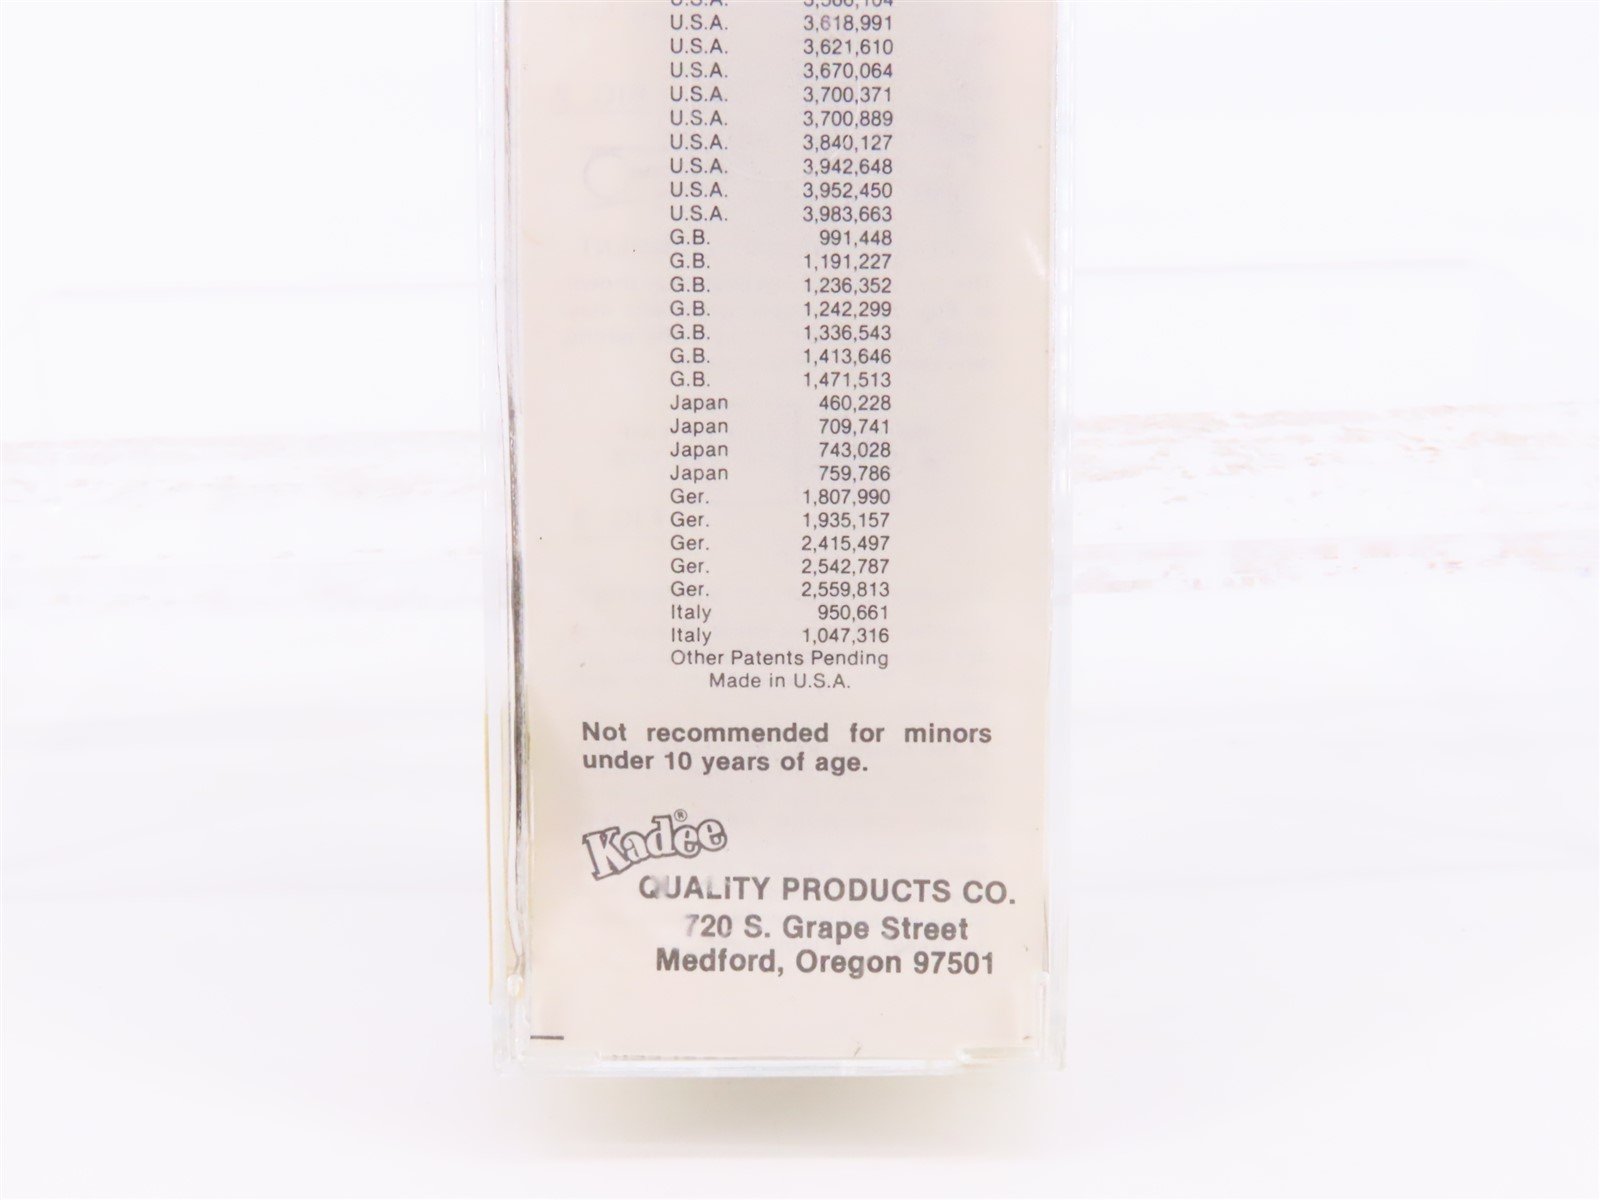 U.S.A. 3,618,991
U.S.A. 3,621,610
U.S.A. 3,670,064
U.S.A. 3,700,371
U.S.A. 3,700,889
U.S.A. 3,840,127
U.S.A. 3,942,648
U.S.A. 3,952,450
U.S.A. 3,983,663
G.B. 991,448
G.B. 1,191,227
G.B. 1,236,352
G.B. 1,242,299
G.B. 1,336,543
G.B. 1,413,646
G.B. 1,471,513
Japan 460,228
Japan 709,741
Japan 743,028
Japan 759,786
Ger. 1,807,990
Ger. 1,935,157
Ger. 2,415,497
Ger. 2,542,787
Ger. 2,559,813
Italy 950,661
Italy 1,047,316
Other Patents Pending
Made in U.S.A.
Not recommended for minors
under 10 years of age.
Kadee®
QUALITY PRODUCTS CO.
720 S. Grape Street
Medford, Oregon 97501